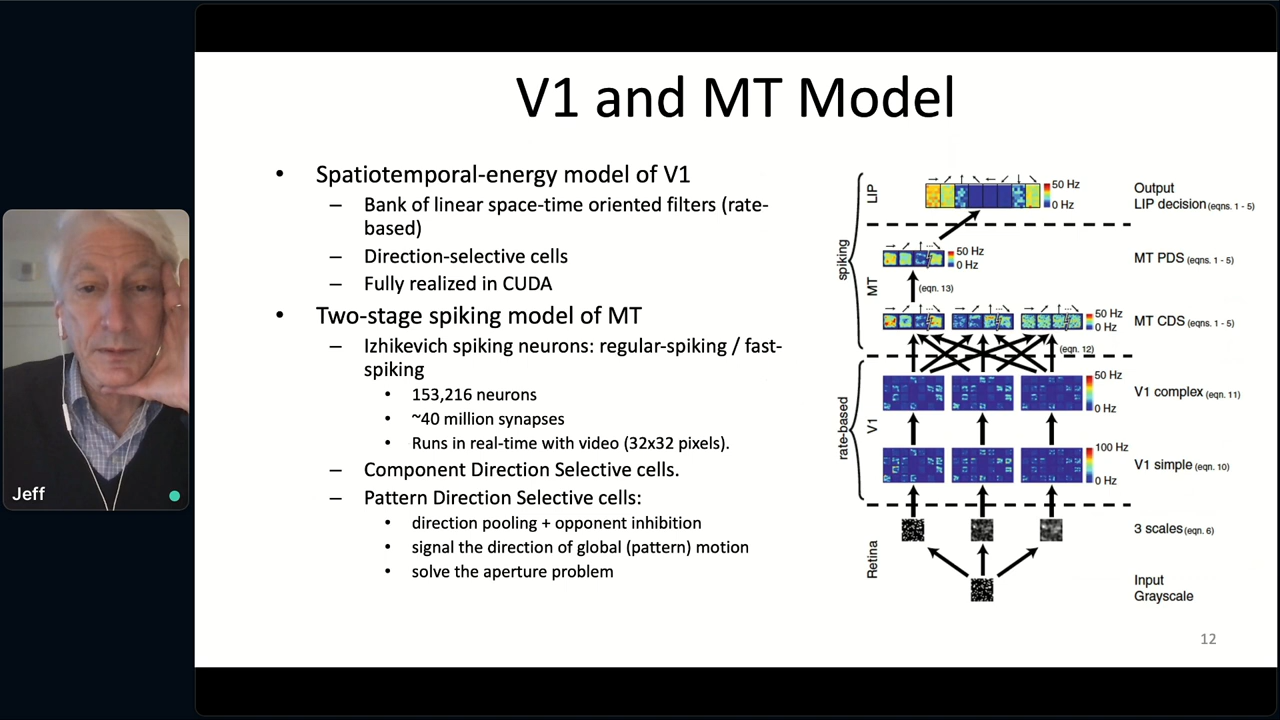 V1 and MT Model
• Spatiotemporal-energy model of V1
– Bank of linear space-time oriented filters (rate-
based)
– Direction-selective cells
– Fully realized in CUDA
• Two-stage spiking model of MT
– Izhikevich spiking neurons: regular-spiking / fast-
spiking
• 153,216 neurons
• ~40 million synapses
• Runs in real-time with video (32x32 pixels).
– Component Direction Selective cells.
– Pattern Direction Selective cells:
• direction pooling + opponent inhibition
• signal the direction of global (pattern) motion
• solve the aperture problem
spiking
LIP
50 Hz
0 Hz
Output
LIP decision (eqns. 1 - 5)
MT
50 Hz
0 Hz
MT PDS (eqns. 1 - 5)
(eqn. 13)
50 Hz
0 Hz
MT CDS (eqns. 1 - 5)
(eqn. 12)
rate-based
V1
50 Hz
0 Hz
V1 complex (eqn. 11)
100 Hz
0 Hz
V1 simple (eqn. 10)
Retina
3 scales (eqn. 6)
Input
Grayscale
12
Jeff